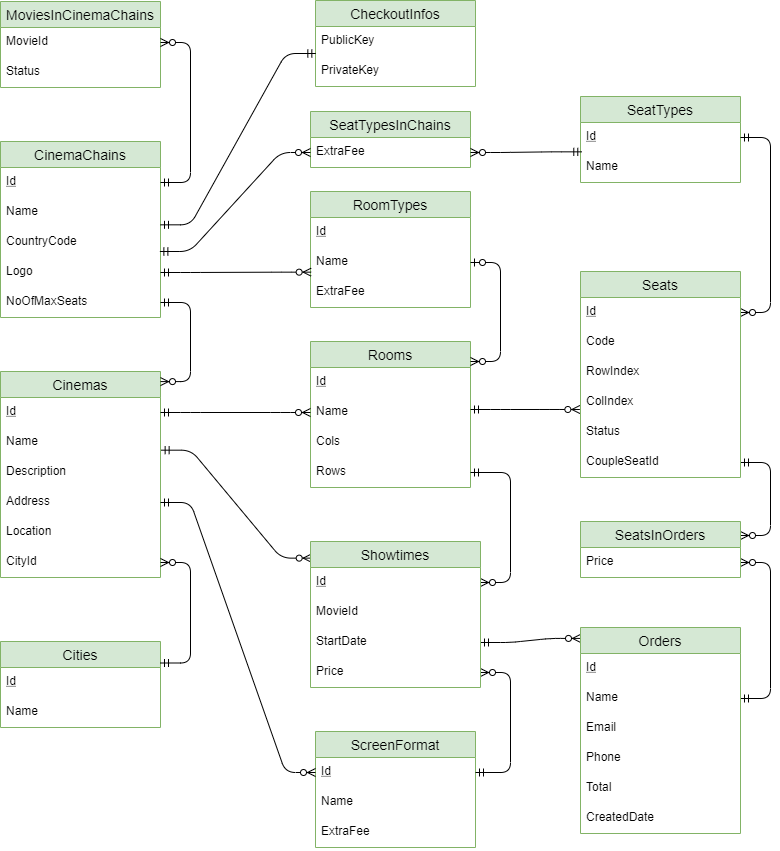 MoviesInCinemaChains
MovieId
Status
CinemaChains
Id
Name
CountryCode
Logo
NoOfMaxSeats
Cinemas
Id
Name
Description
Address
Location
CityId
Cities
Id
Name
CheckoutInfos
PublicKey
PrivateKey
SeatTypesInChains
ExtraFee
RoomTypes
Id
Name
ExtraFee
Rooms
Id
Name
Cols
Rows
Showtimes
Id
MovieId
StartDate
Price
ScreenFormat
Id
Name
ExtraFee
SeatTypes
Id
Name
Seats
Id
Code
RowIndex
ColIndex
Status
CoupleSeatId
SeatsInOrders
Price
Orders
Id
Name
Email
Phone
Total
CreatedDate